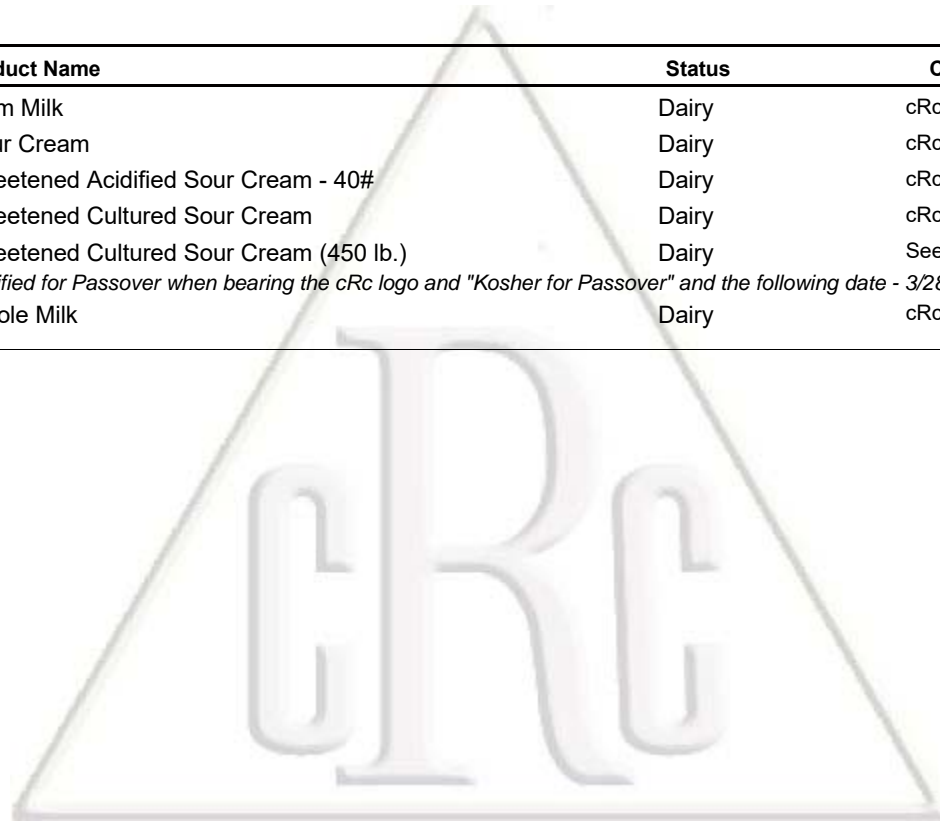 duct Name Status C
m Milk Dairy cRc
ur Cream Dairy cRc
eetened Acidified Sour Cream - 40# Dairy cRc
eetened Cultured Sour Cream Dairy cRc
eetened Cultured Sour Cream (450 lb.) Dairy See
ified for Passover when bearing the cRc logo and "Kosher for Passover" and the following date - 3/28
ole Milk Dairy cRc
cRc